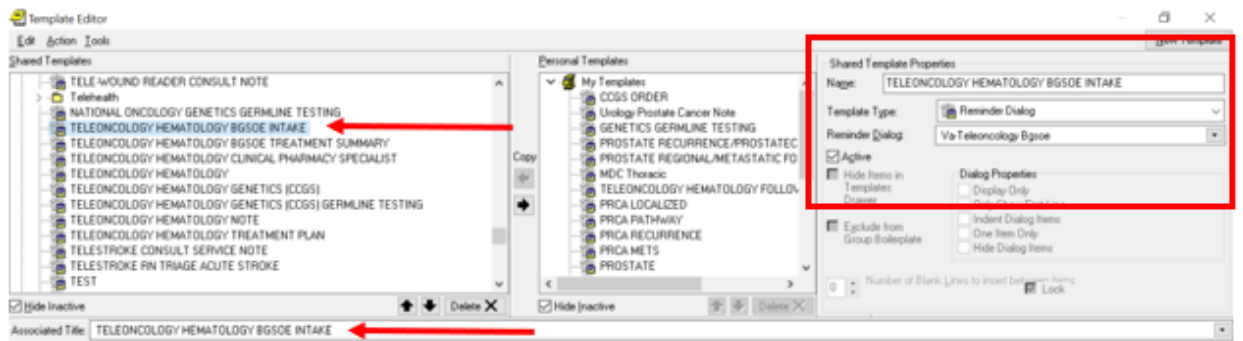 Template Editor
Edit Action Tools
New Template
Shared Templates
TELE-WOUND READER CONSULT NOTE
Telehealth
NATIONAL ONCOLOGY GENETICS GERMLINE TESTING
TELEONCOLOGY HEMATOLOGY BGSOE INTAKE
TELEONCOLOGY HEMATOLOGY BGSOE TREATMENT SUMMARY
TELEONCOLOGY HEMATOLOGY CLINICAL PHARMACY SPECIALIST
TELEONCOLOGY HEMATOLOGY
TELEONCOLOGY HEMATOLOGY GENETICS (CCGS)
TELEONCOLOGY HEMATOLOGY GENETICS (CCGS) GERMLINE TESTING
TELEONCOLOGY HEMATOLOGY NOTE
TELEONCOLOGY HEMATOLOGY TREATMENT PLAN
TELESTROKE CONSULT SERVICE NOTE
TELESTROKE RN TRIAGE ACUTE STROKE
TEST
Hide Inactive
Delete
Copy
Personal Templates
My Templates
CCGS ORDER
Urology Prostate Cancer Note
GENETICS GERMLINE TESTING
PROSTATE RECURRENCE/PROSTATEC
PROSTATE REGIONAL/METASTATIC FO
MDC Thoracic
TELEONCOLOGY HEMATOLOGY FOLLOV
PRCA LOCALIZED
PRCA PATHWAY
PRCA RECURRENCE
PRCA METS
PROSTATE
Hide Inactive
Delete
Shared Template Properties
Name: TELEONCOLOGY HEMATOLOGY BGSOE INTAKE
Template Type: Reminder Dialog
Reminder Dialog: Va-Teleoncology Bgsoe
Active
Hide Items in
Templates
Drawer
Exclude from
Group Boilerplate
Dialog Properties
Display Only
Only Show First Line
Indent Dialog Items
One Item Only
Hide Dialog Items
0 Number of Blank Lines to insert between items
Lock
Associated Title: TELEONCOLOGY HEMATOLOGY BGSOE INTAKE